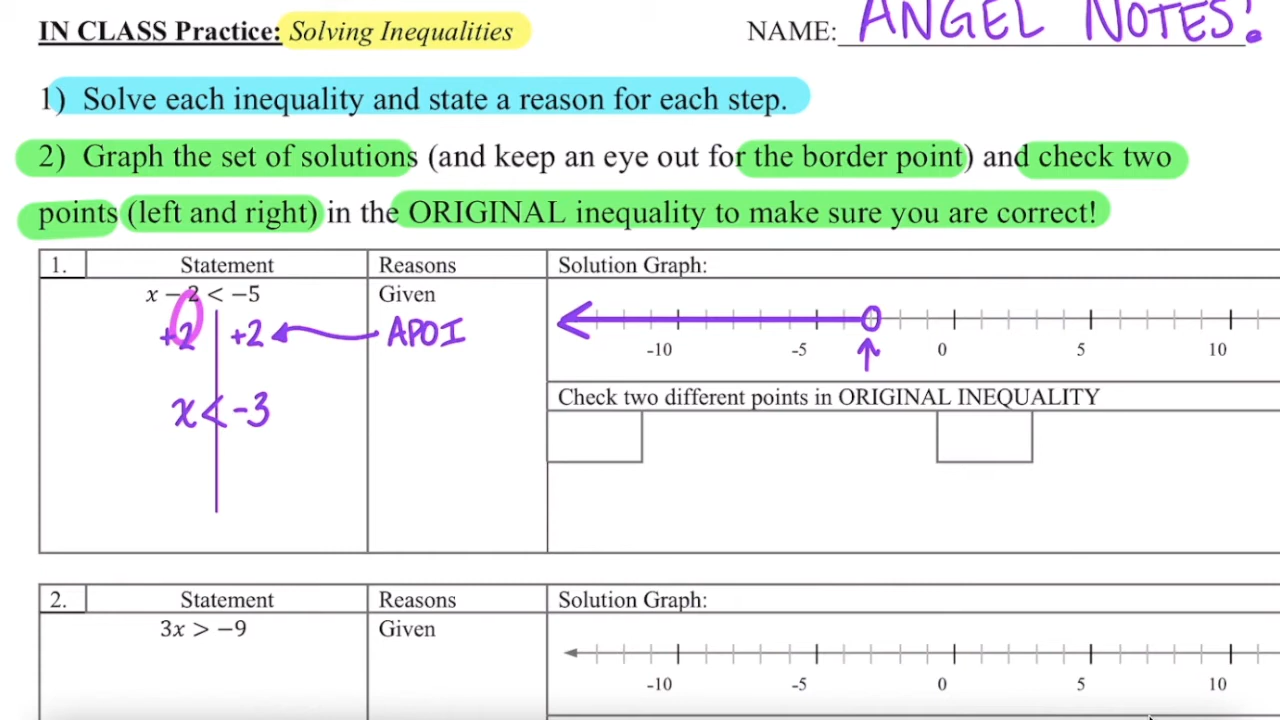 IN CLASS Practice: Solving Inequalities NAME: ANGEL NOTES!
1) Solve each inequality and state a reason for each step.
2) Graph the set of solutions (and keep an eye out for the border point) and check two
points (left and right) in the ORIGINAL inequality to make sure you are correct!
1. Statement Reasons Solution Graph:
x − 2 < −5 Given
+2 +2 APOI
-10 -5 0 5 10
x < -3
Check two different points in ORIGINAL INEQUALITY
2. Statement Reasons Solution Graph:
3x > −9 Given
-10 -5 0 5 10